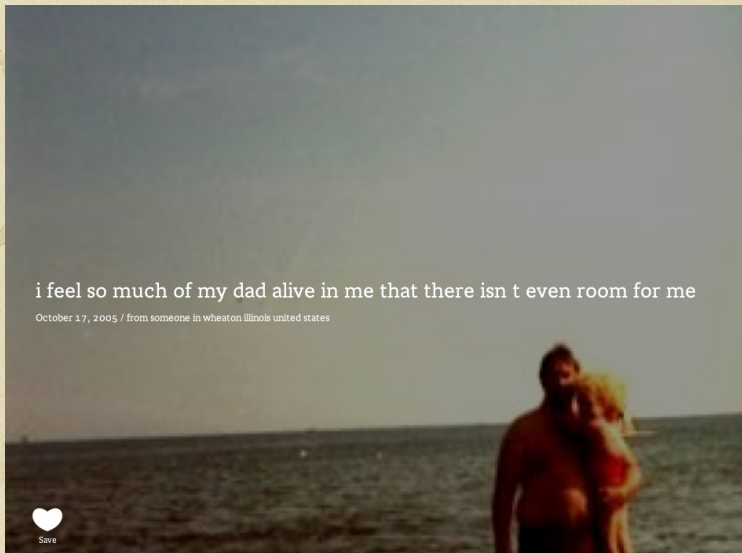 i feel so much of my dad alive in me that there isn t even room for me
October 17, 2005 / from someone in wheaton illinois united states
Save